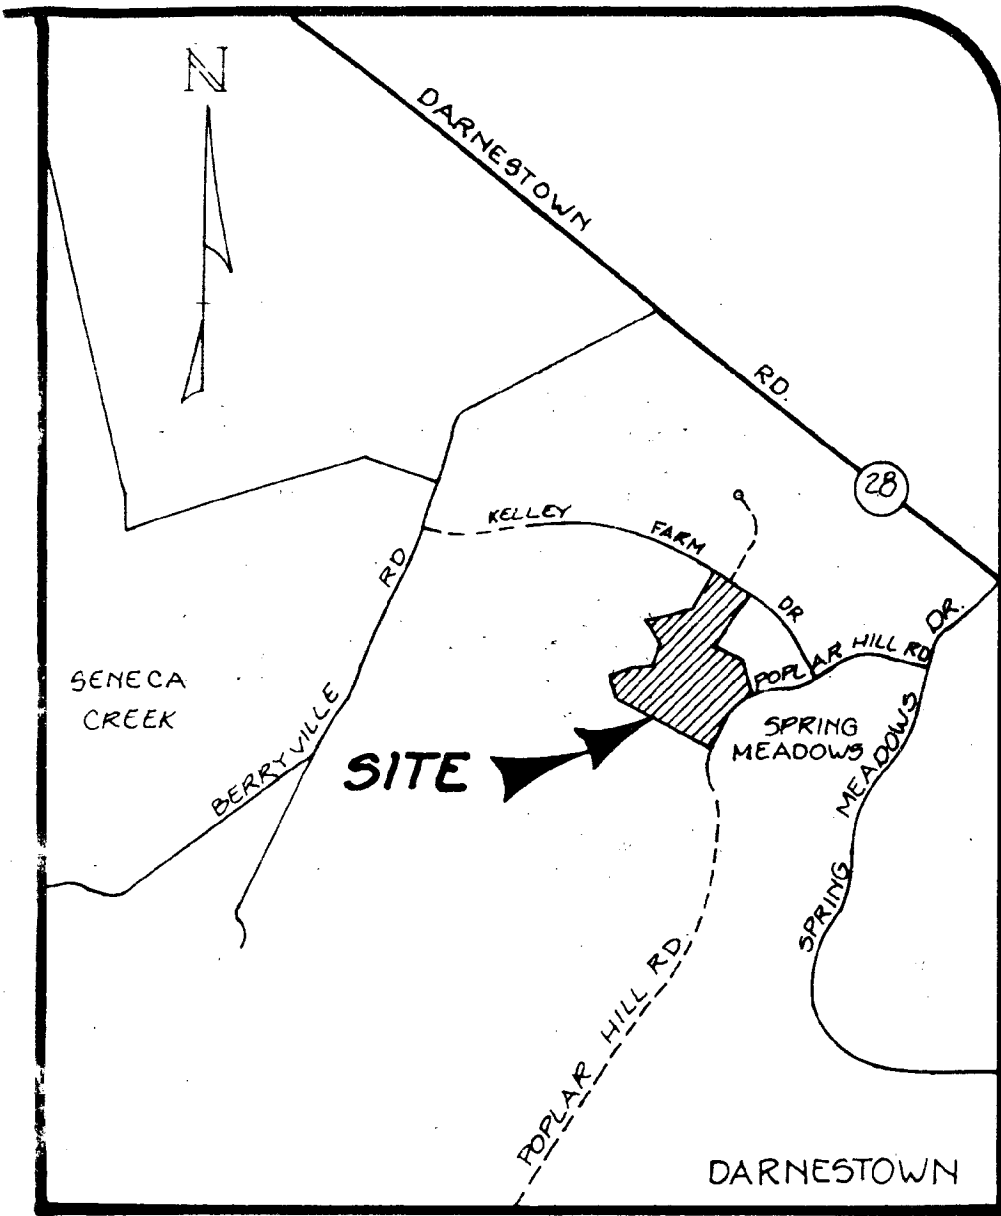 N
DARNESTOWN RD.
28
KELLEY FARM DR
BERRYVILLE RD
SENECA
CREEK
POPLAR HILL RD
SPRING MEADOWS DR.
SPRING
MEADOWS
SITE
POPLAR HILL RD
DARNESTOWN